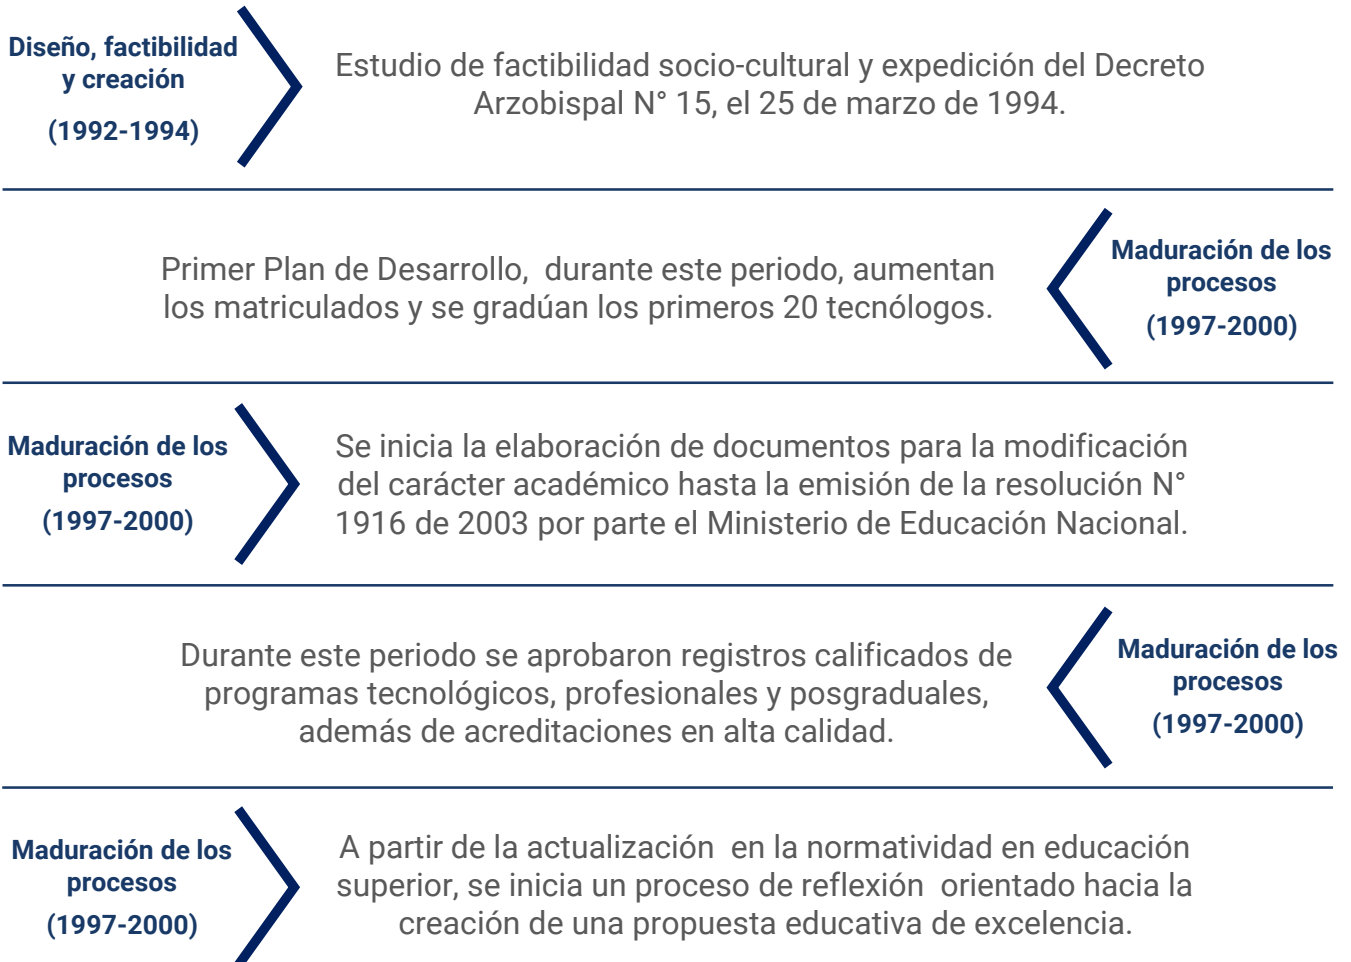 Diseño, factibilidad
y creación
(1992-1994)
Estudio de factibilidad socio-cultural y expedición del Decreto
Arzobispal N° 15, el 25 de marzo de 1994.
Primer Plan de Desarrollo, durante este periodo, aumentan
los matriculados y se gradúan los primeros 20 tecnólogos.
Maduración de los
procesos
(1997-2000)
Maduración de los
procesos
(1997-2000)
Se inicia la elaboración de documentos para la modificación
del carácter académico hasta la emisión de la resolución N°
1916 de 2003 por parte el Ministerio de Educación Nacional.
Durante este periodo se aprobaron registros calificados de
programas tecnológicos, profesionales y posgraduales,
además de acreditaciones en alta calidad.
Maduración de los
procesos
(1997-2000)
Maduración de los
procesos
(1997-2000)
A partir de la actualización en la normatividad en educación
superior, se inicia un proceso de reflexión orientado hacia la
creación de una propuesta educativa de excelencia.